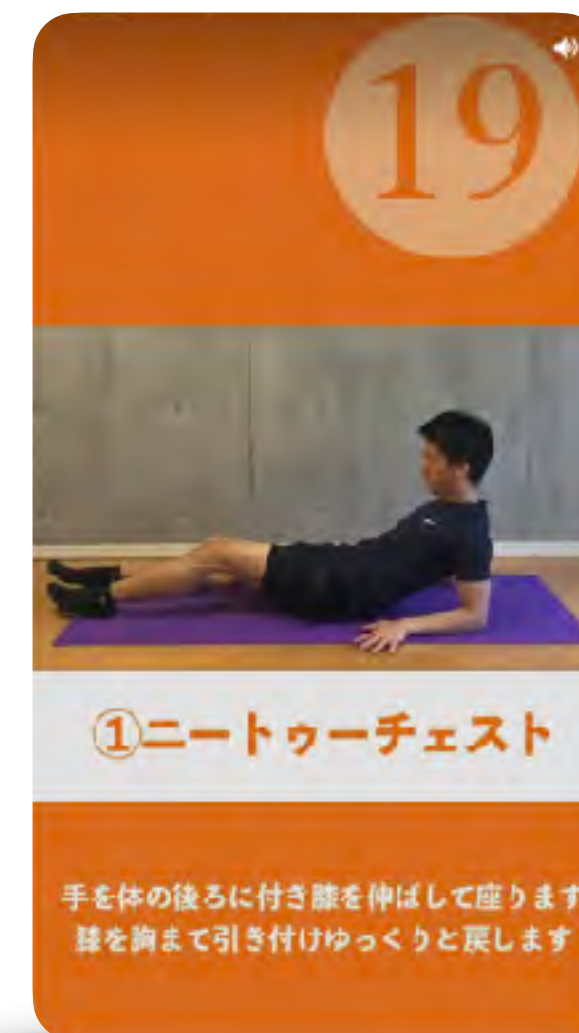 19
①ニートゥーチェスト
手を体の後ろに付き膝を伸ばして座ります
膝を胸まで引き付けゆっくりと戻します